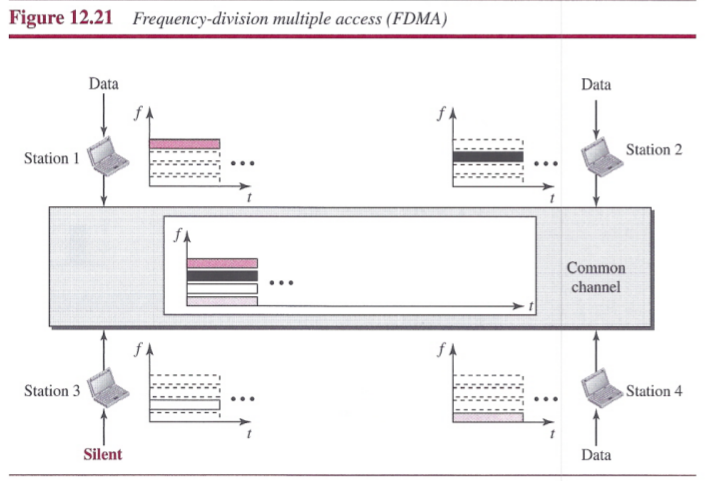 Figure 12.21 Frequency-division multiple access (FDMA)
Data
Data
f
f
Station 1
Station 2
t
t
f
t
Common
channel
f
f
Station 3
Station 4
t
t
Silent
Data